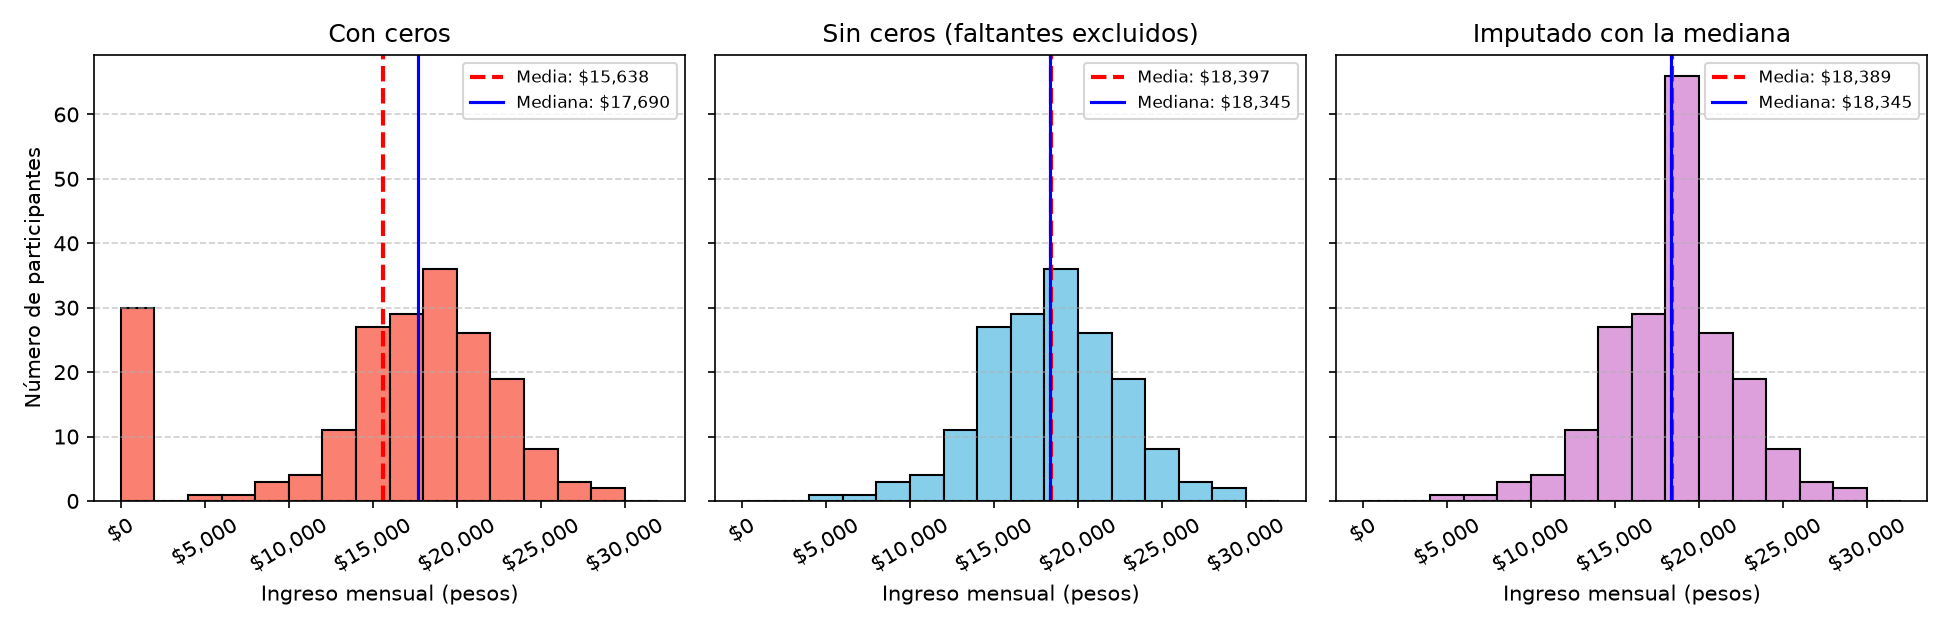 Con ceros
Media: $15,638
Mediana: $17,690
Número de participantes
60
50
40
30
20
10
0
$0
$5,000
$10,000
$15,000
$20,000
$25,000
$30,000
Ingreso mensual (pesos)
Sin ceros (faltantes excluidos)
Media: $18,397
Mediana: $18,345
$0
$5,000
$10,000
$15,000
$20,000
$25,000
$30,000
Ingreso mensual (pesos)
Imputado con la mediana
Media: $18,389
Mediana: $18,345
$0
$5,000
$10,000
$15,000
$20,000
$25,000
$30,000
Ingreso mensual (pesos)